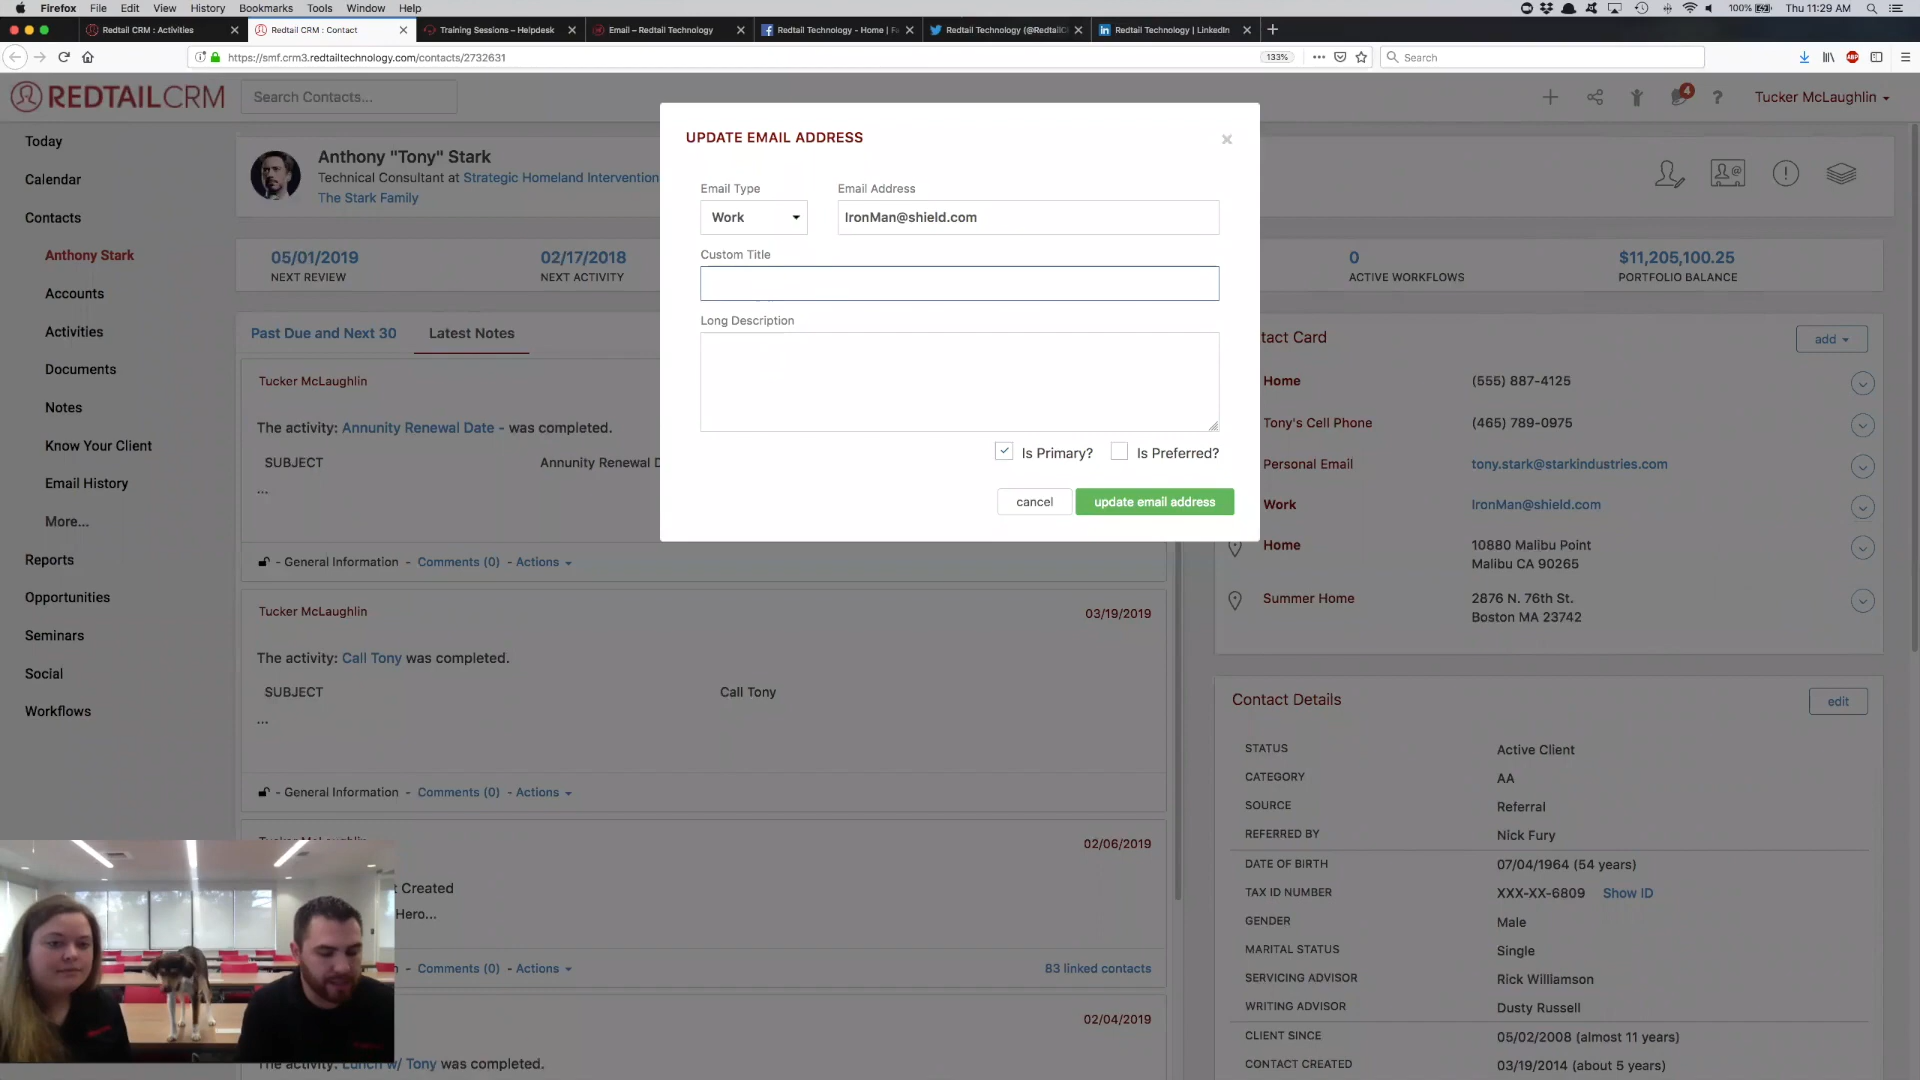 Firefox File Edit View History Bookmarks Tools Window Help 100% Thu 11:29 AM
Redtail CRM : Activities
Redtail CRM : Contact
Training Sessions – Helpdesk
Email – Redtail Technology
Redtail Technology - Home | F
Redtail Technology (@RedtailC
Redtail Technology | LinkedIn
https://smf.crm3.redtailtechnology.com/contacts/2732631 133% Search
REDTAILCRM Search Contacts... 4 ? Tucker McLaughlin
Today
Calendar
Contacts
Anthony Stark
Accounts
Activities
Documents
Notes
Know Your Client
Email History
More...
Reports
Opportunities
Seminars
Social
Workflows
Anthony "Tony" Stark
Technical Consultant at Strategic Homeland Intervention
The Stark Family
05/01/2019
NEXT REVIEW
02/17/2018
NEXT ACTIVITY
0
ACTIVE WORKFLOWS
$11,205,100.25
PORTFOLIO BALANCE
UPDATE EMAIL ADDRESS
Email Type Email Address
Work IronMan@shield.com
Custom Title
Long Description
Is Primary? Is Preferred?
cancel update email address
Past Due and Next 30 Latest Notes
Tucker McLaughlin
The activity: Annunity Renewal Date - was completed.
SUBJECT Annunity Renewal D
...
- General Information - Comments (0) - Actions
Tucker McLaughlin 03/19/2019
The activity: Call Tony was completed.
SUBJECT Call Tony
...
- General Information - Comments (0) - Actions
02/06/2019
t Created
Hero...
- Comments (0) - Actions 83 linked contacts
02/04/2019
The activity: Lunch w/ Tony was completed.
tact Card add
Home (555) 887-4125
Tony's Cell Phone (465) 789-0975
Personal Email tony.stark@starkindustries.com
Work IronMan@shield.com
Home 10880 Malibu Point
Malibu CA 90265
Summer Home 2876 N. 76th St.
Boston MA 23742
Contact Details edit
STATUS Active Client
CATEGORY AA
SOURCE Referral
REFERRED BY Nick Fury
DATE OF BIRTH 07/04/1964 (54 years)
TAX ID NUMBER XXX-XX-6809 Show ID
GENDER Male
MARITAL STATUS Single
SERVICING ADVISOR Rick Williamson
WRITING ADVISOR Dusty Russell
CLIENT SINCE 05/02/2008 (almost 11 years)
CONTACT CREATED 03/19/2014 (about 5 years)